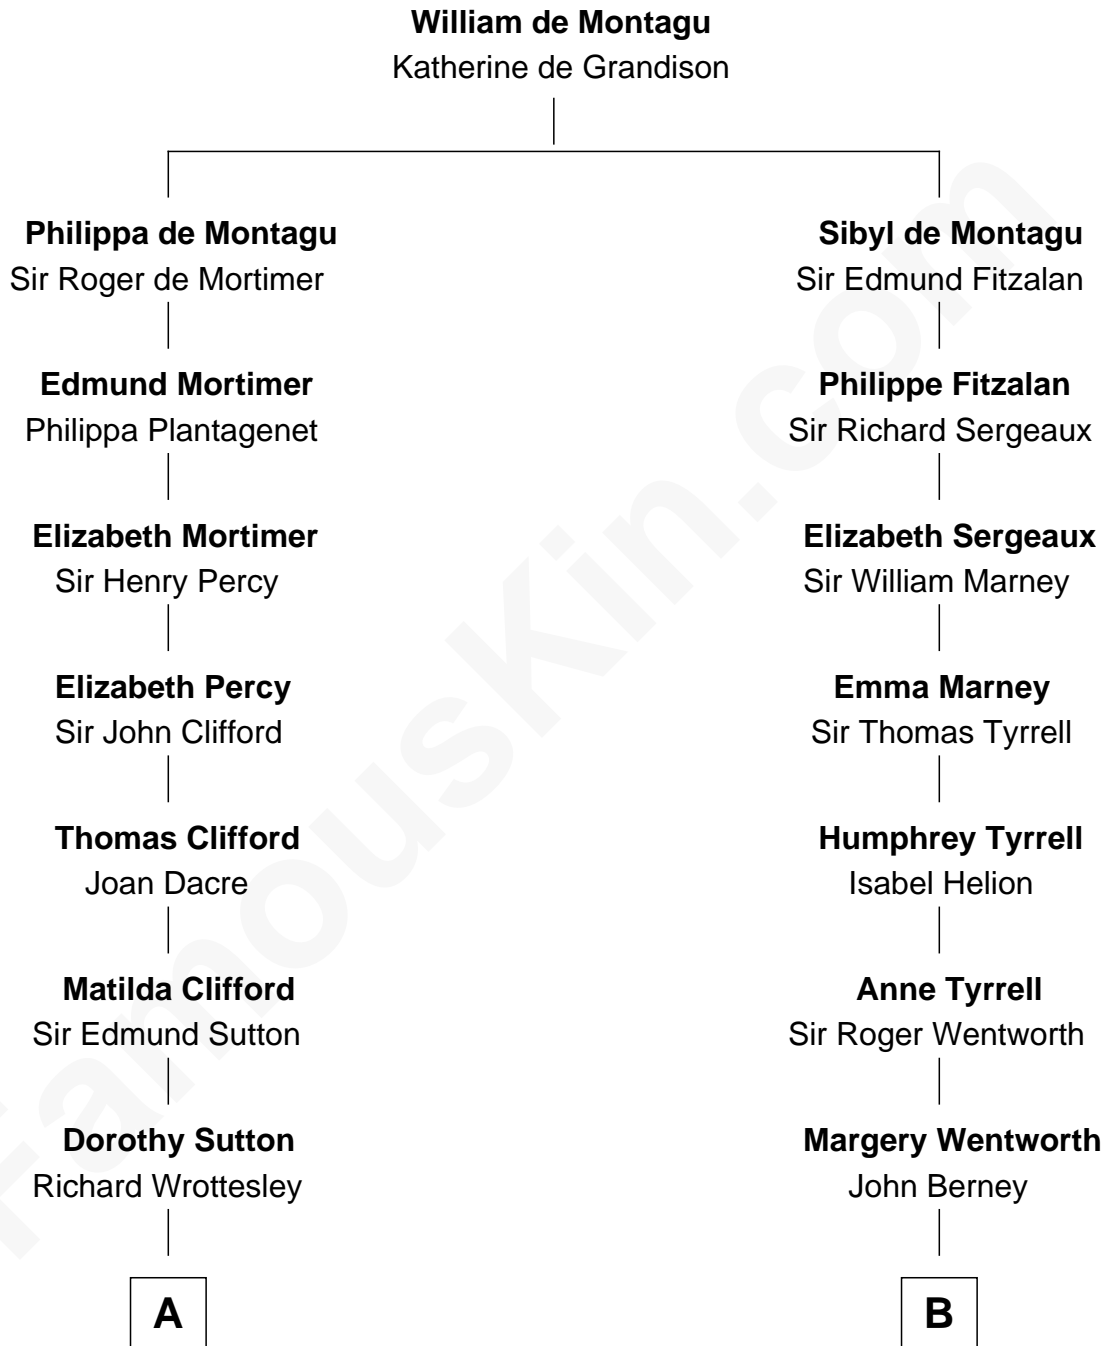 William de Montagu
Katherine de Grandison
Philippa de Montagu
Sir Roger de Mortimer
Edmund Mortimer
Philippa Plantagenet
Elizabeth Mortimer
Sir Henry Percy
Elizabeth Percy
Sir John Clifford
Thomas Clifford
Joan Dacre
Matilda Clifford
Sir Edmund Sutton
Dorothy Sutton
Richard Wrottesley
A
Sibyl de Montagu
Sir Edmund Fitzalan
Philippe Fitzalan
Sir Richard Sergeaux
Elizabeth Sergeaux
Sir William Marney
Emma Marney
Sir Thomas Tyrrell
Humphrey Tyrrell
Isabel Helion
Anne Tyrrell
Sir Roger Wentworth
Margery Wentworth
John Berney
B
FamousKin.com